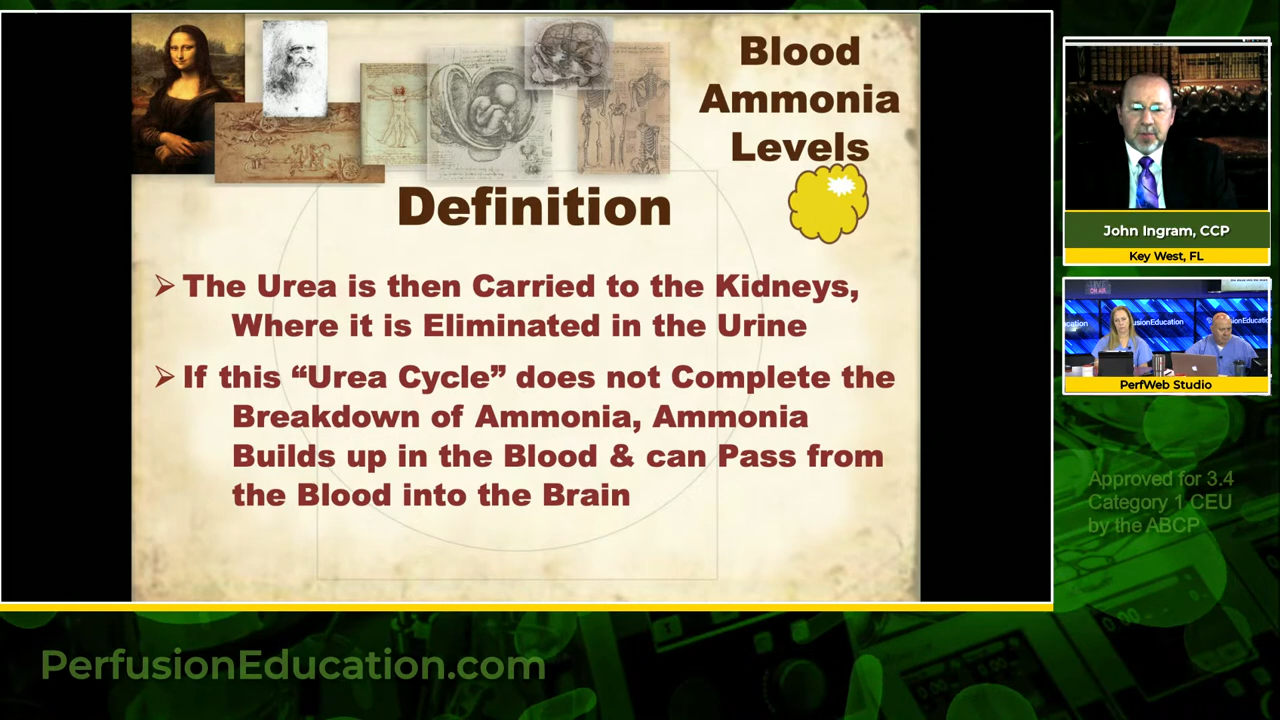 Blood
Ammonia
Levels
Definition
The Urea is then Carried to the Kidneys,
Where it is Eliminated in the Urine
If this “Urea Cycle” does not Complete the
Breakdown of Ammonia, Ammonia
Builds up in the Blood & can Pass from
the Blood into the Brain
John Ingram, CCP
Key West, FL
ON AIR
PerfWeb Studio
Approved for 3.4
Category 1 CEU
by the ABCP
PerfusionEducation.com